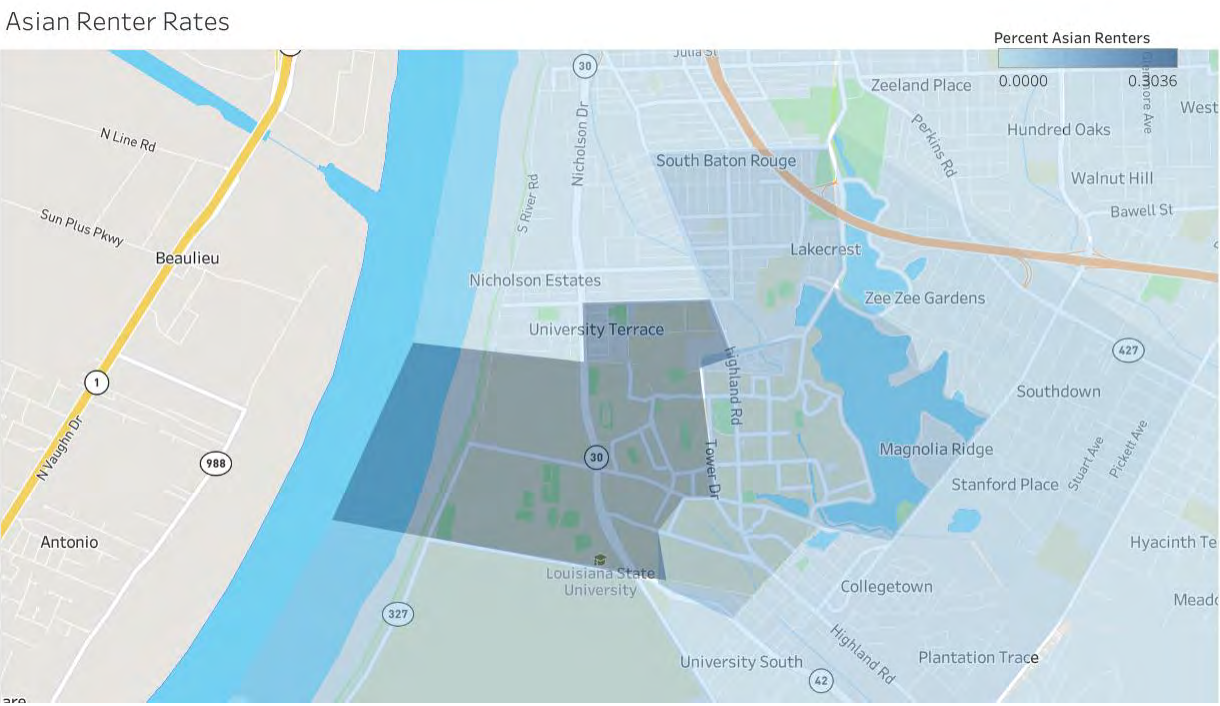 Asian Renter Rates
Percent Asian Renters
0.0000
0.3036
Julia St
30
Zeeland Place
West
N Line Rd
Nicholson Dr
Perkins Rd
Hundred Oaks
South Baton Rouge
Walnut Hill
S River Rd
Bawell St
Sun Plus Pkwy
Beaulieu
Lakecrest
Nicholson Estates
Zee Zee Gardens
University Terrace
427
1
Highland Rd
Southdown
N Vaughn Dr
988
30
Tower Dr
Magnolia Ridge
Stuart Ave
Pickett Ave
Stanford Place
Antonio
Hyacinth Te
Louisiana State
University
Collegetown
327
Meado
Highland Rd
University South
Plantation Trace
42
are